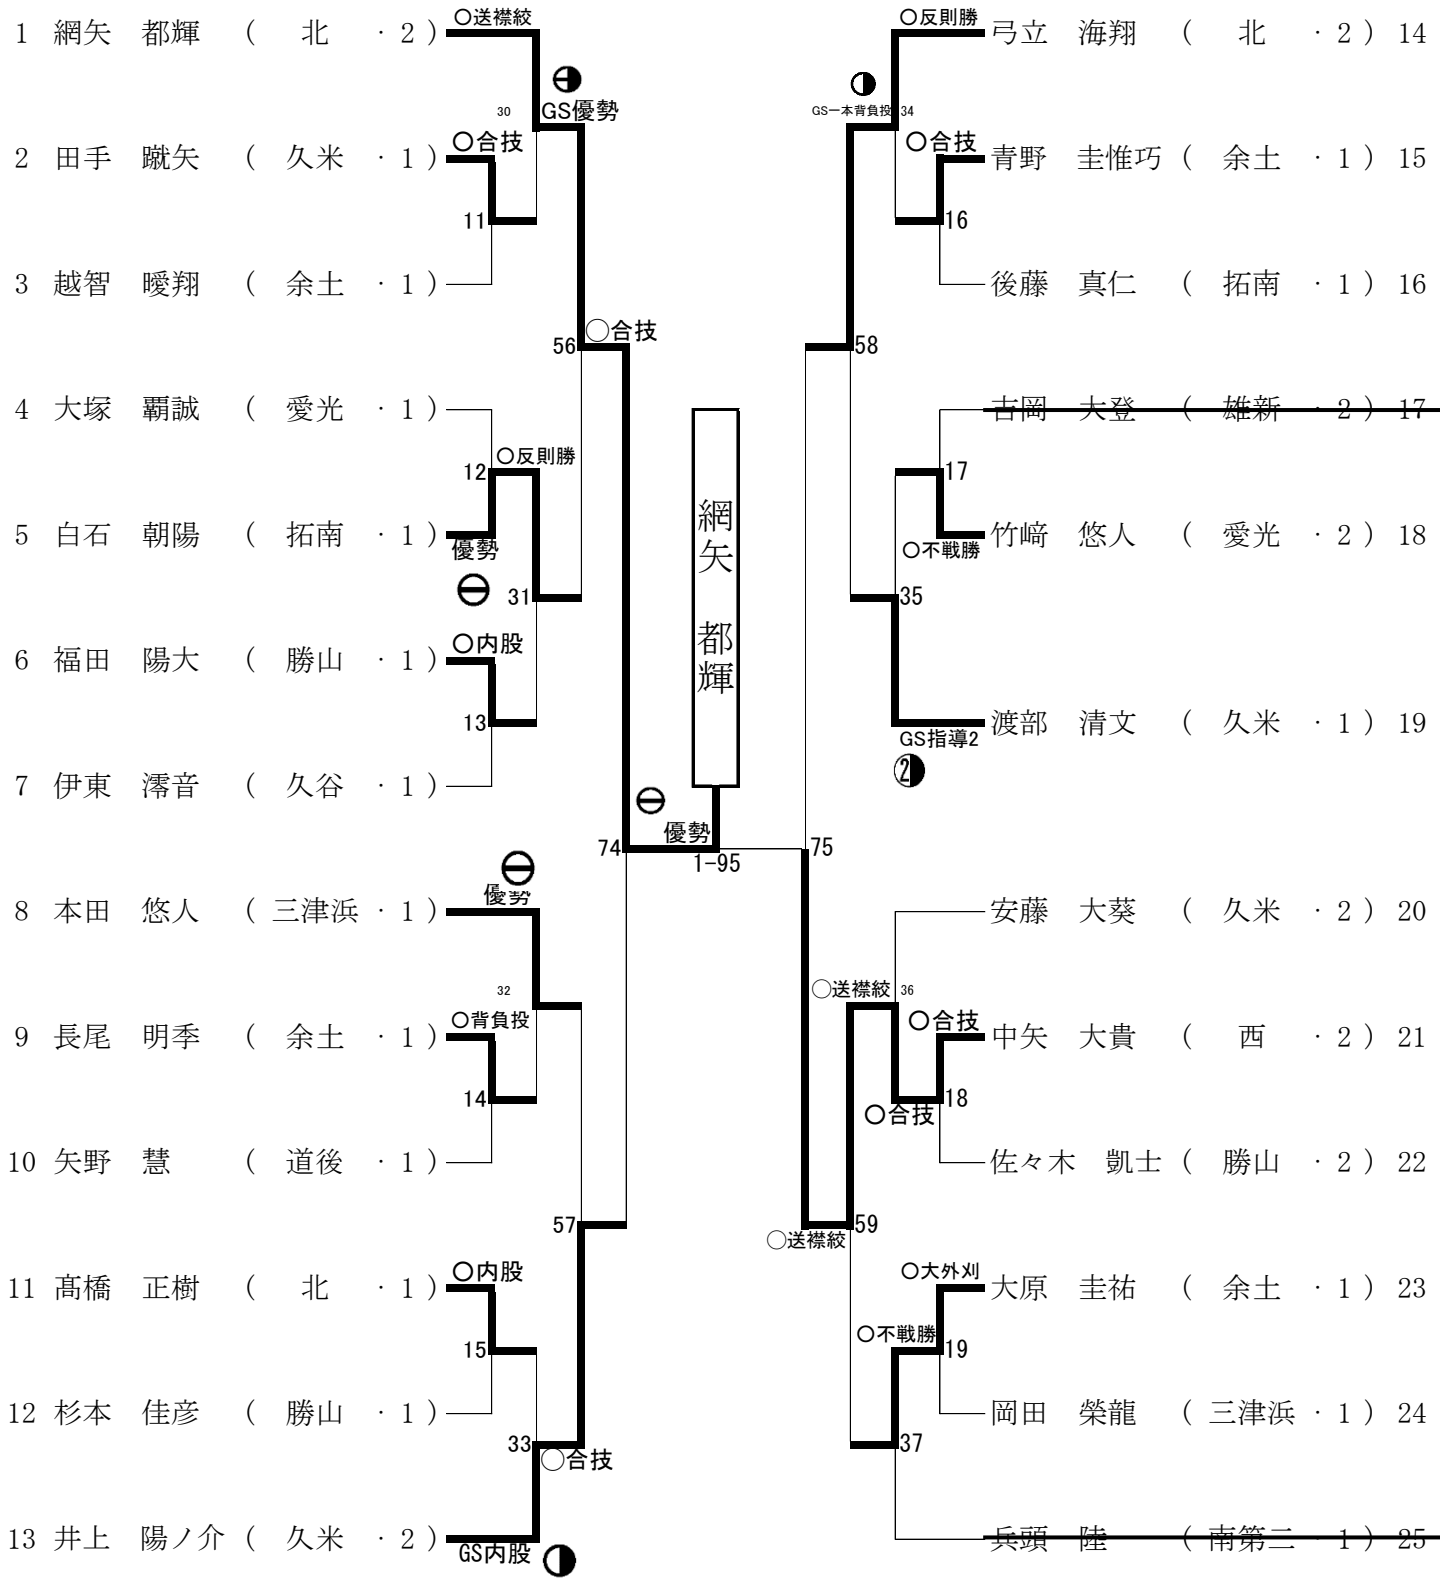 1 網矢 都輝 ( 北 ・ 2 ) ○送襟絞
GS優勢
30
2 田手 蹴矢 ( 久米 ・ 1 ) ○合技
11
3 越智 曖翔 ( 余土 ・ 1 )
56 ○合技
4 大塚 覇誠 ( 愛光 ・ 1 )
12 ○反則勝
5 白石 朝陽 ( 拓南 ・ 1 ) 優勢
31
6 福田 陽大 ( 勝山 ・ 1 ) ○内股
13
7 伊東 澪音 ( 久谷 ・ 1 )
74 優勢
1-95
8 本田 悠人 ( 三津浜 ・ 1 ) 優勢
32
9 長尾 明季 ( 余土 ・ 1 ) ○背負投
14
10 矢野 慧 ( 道後 ・ 1 )
57
11 髙橋 正樹 ( 北 ・ 1 ) ○内股
15
12 杉本 佳彦 ( 勝山 ・ 1 )
33 ○合技
13 井上 陽ノ介 ( 久米 ・ 2 ) GS内股
網矢 都輝
○反則勝 弓立 海翔 ( 北 ・ 2 ) 14
GS一本背負投 34
○合技 青野 圭惟巧 ( 余土 ・ 1 ) 15
16
後藤 真仁 ( 拓南 ・ 1 ) 16
58
吉岡 大登 ( 雄新 ・ 2 ) 17
17
○不戦勝 竹﨑 悠人 ( 愛光 ・ 2 ) 18
35
GS指導2 渡部 清文 ( 久米 ・ 1 ) 19
2
75
安藤 大葵 ( 久米 ・ 2 ) 20
○送襟絞 36
○合技 中矢 大貴 ( 西 ・ 2 ) 21
○合技 18
佐々木 凱士 ( 勝山 ・ 2 ) 22
○送襟絞 59
○大外刈 大原 圭祐 ( 余土 ・ 1 ) 23
○不戦勝 19
岡田 榮龍 ( 三津浜 ・ 1 ) 24
37
兵頭 陸 ( 南第二 ・ 1 ) 25